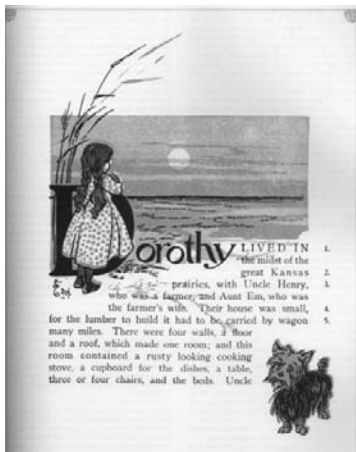 Dorothy LIVED IN 1.
the midst of the
great Kansas 2.
prairies, with Uncle Henry, 3.
who was a farmer, and Aunt Em, who was
the farmer's wife. Their house was small, 4.
for the lumber to build it had to be carried by wagon 5.
many miles. There were four walls, a floor
and a roof, which made one room; and this
room contained a rusty looking cooking
stove, a cupboard for the dishes, a table,
three or four chairs, and the beds. Uncle